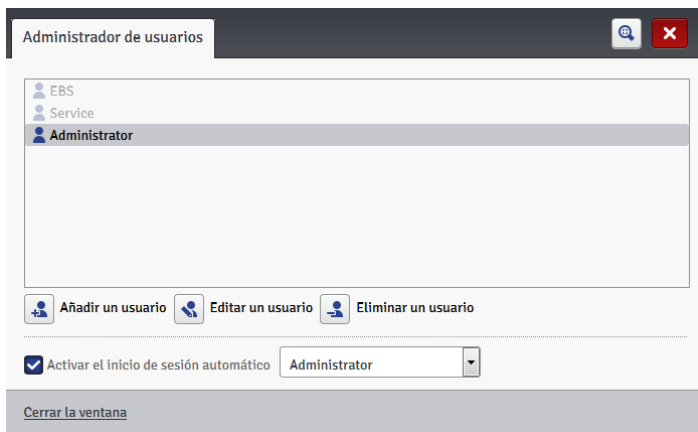 Administrador de usuarios
EBS
Service
Administrator
Añadir un usuario Editar un usuario Eliminar un usuario
Activar el inicio de sesión automático Administrator
Cerrar la ventana